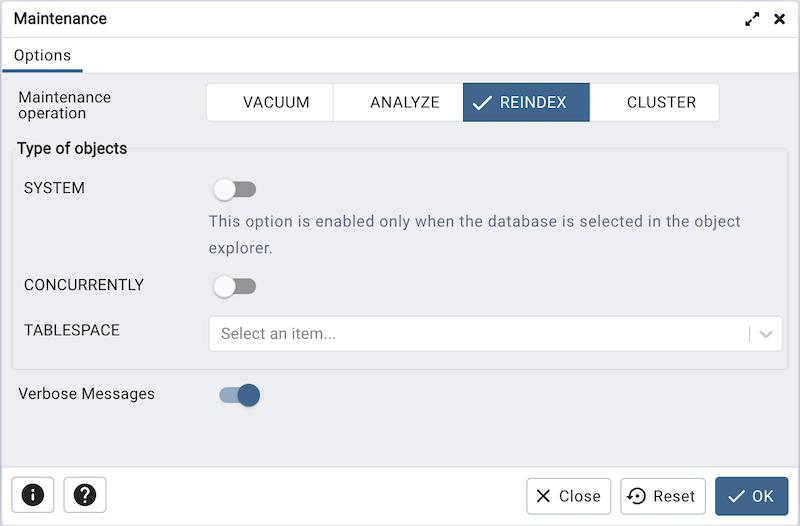 Maintenance
Options
Maintenance
operation
VACUUM
ANALYZE
REINDEX
CLUSTER
Type of objects
SYSTEM
This option is enabled only when the database is selected in the object
explorer.
CONCURRENTLY
TABLESPACE
Select an item...
Verbose Messages
Close
Reset
OK